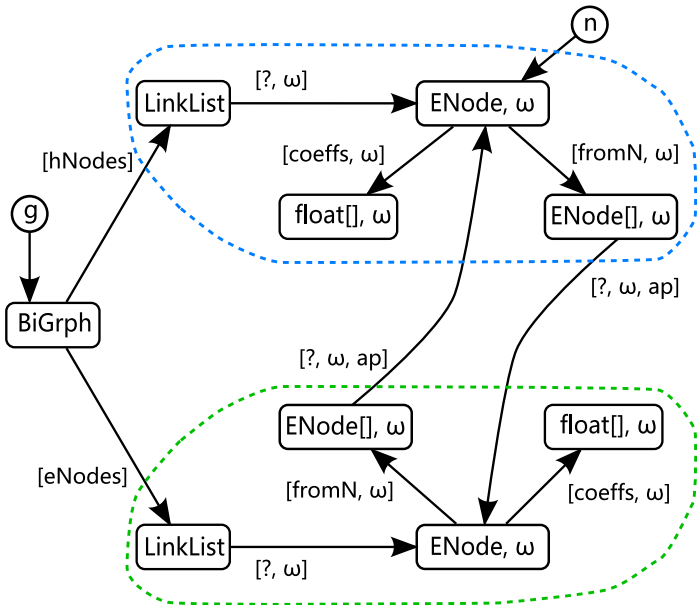 n
[?, ω]
LinkList
ENode, ω
[coeffs, ω]
[fromN, ω]
[hNodes]
g
float[], ω
ENode[], ω
[?, ω, ap]
BiGrph
[?, ω, ap]
ENode[], ω
float[], ω
[eNodes]
[fromN, ω]
[coeffs, ω]
LinkList
ENode, ω
[?, ω]